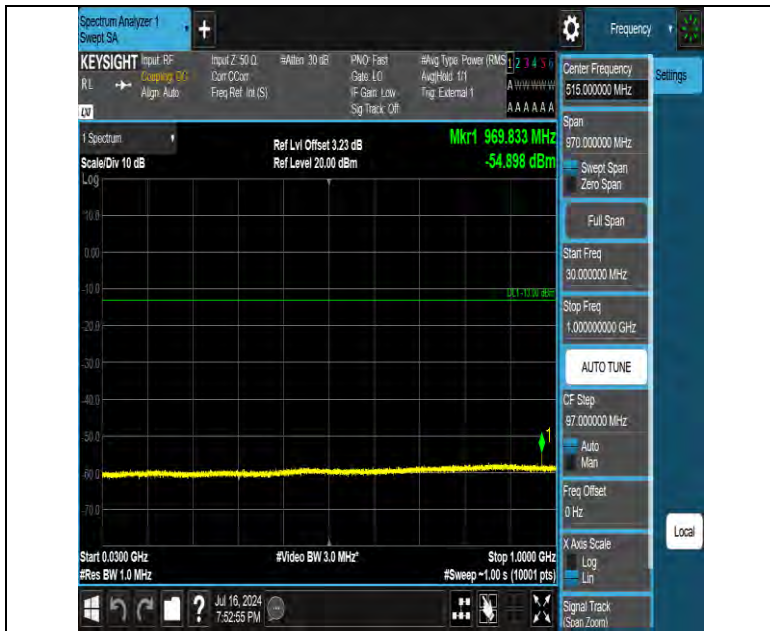 Spectrum Analyzer 1
Swept SA
+
Frequency
KEYSIGHT Input: RF Input Z: 50 Ω #Atten: 30 dB PNO: Fast #Avg Type: Power (RMS 1 2 3 4 5 6
RL Coupling: DC Corr CCorr Gate: LO Avg|Hold: 1/1 A W W W W W
Align: Auto Freq Ref: Int (S) IF Gain: Low Trig: External 1
Sig Track: Off A A A A A A
Center Frequency
515.000000 MHz
Settings
1 Spectrum
Ref Lvl Offset 3.23 dB
Mkr1 969.833 MHz
Scale/Div 10 dB
Ref Level 20.00 dBm
-54.898 dBm
Log
10.0
0.00
-10.0
DL1 -13.00 dBm
-20.0
-30.0
-40.0
-50.0
1
-60.0
-70.0
Start 0.0300 GHz #Video BW 3.0 MHz* Stop 1.0000 GHz
#Res BW 1.0 MHz #Sweep ~1.00 s (10001 pts)
Span
970.000000 MHz
Swept Span
Zero Span
Full Span
Start Freq
30.000000 MHz
Stop Freq
1.000000000 GHz
AUTO TUNE
CF Step
97.000000 MHz
Auto
Man
Freq Offset
0 Hz
X Axis Scale
Log
Lin
Signal Track
(Span Zoom)
Local
?
Jul 16, 2024
7:52:55 PM